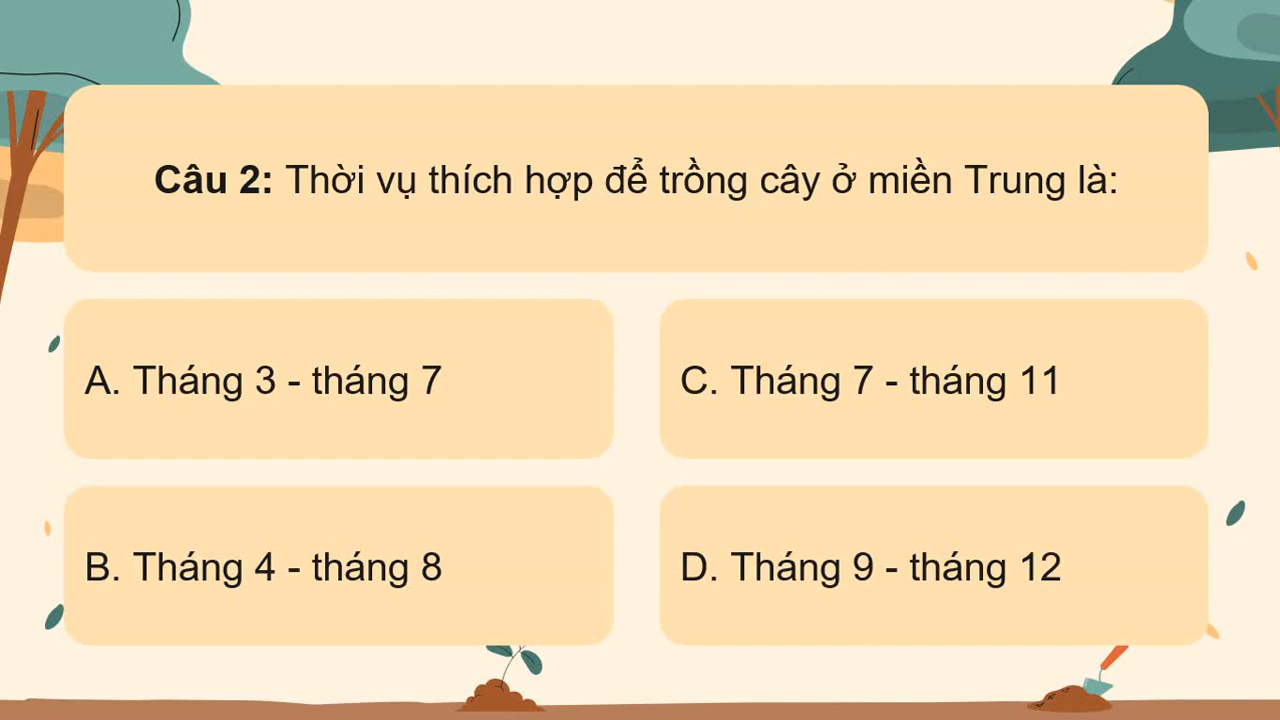 Câu 2: Thời vụ thích hợp để trồng cây ở miền Trung là:
A. Tháng 3 - tháng 7
B. Tháng 4 - tháng 8
C. Tháng 7 - tháng 11
D. Tháng 9 - tháng 12